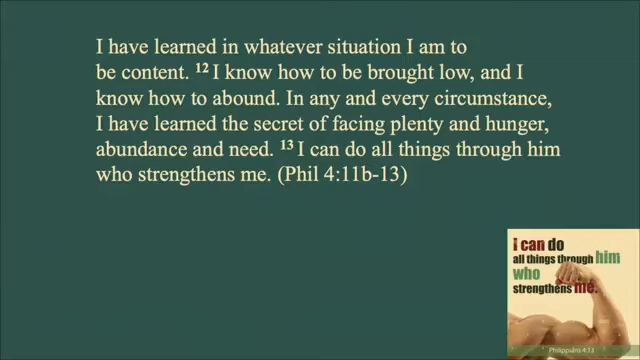 I have learned in whatever situation I am to
be content. 12 I know how to be brought low, and I
know how to abound. In any and every circumstance,
I have learned the secret of facing plenty and hunger,
abundance and need. 13 I can do all things through him
who strengthens me. (Phil 4:11b-13)
i can do
all things through him
who
strengthens me.
Philippians 4:13